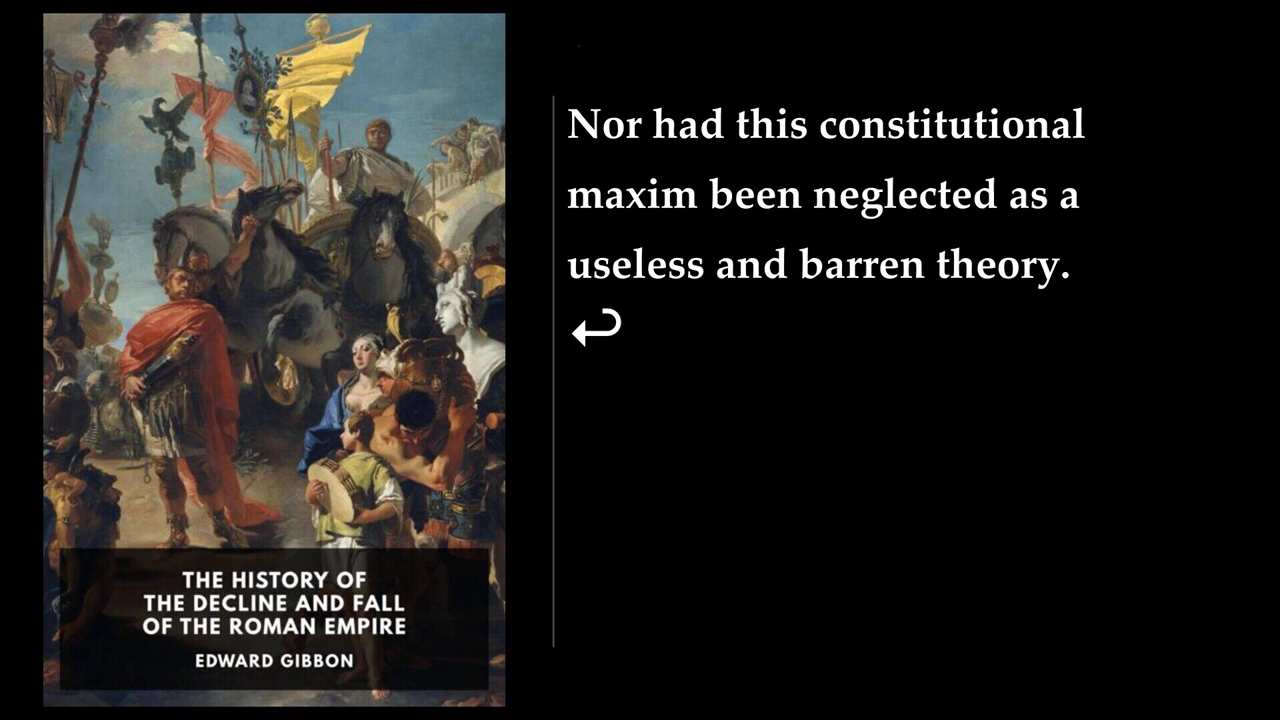 Nor had this constitutional
maxim been neglected as a
useless and barren theory.
↩
THE HISTORY OF
THE DECLINE AND FALL
OF THE ROMAN EMPIRE
EDWARD GIBBON